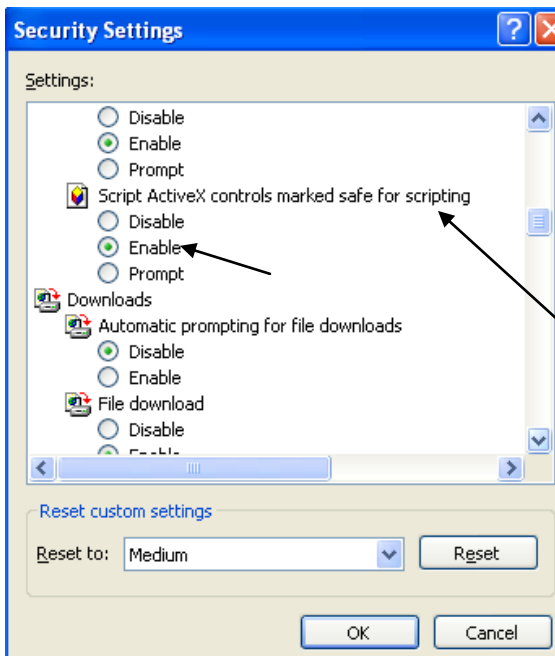 Security Settings
Settings:
Disable
Enable
Prompt
Script ActiveX controls marked safe for scripting
Disable
Enable
Prompt
Downloads
Automatic prompting for file downloads
Disable
Enable
File download
Disable
Enable
Reset custom settings
Reset to: Medium Reset
OK Cancel